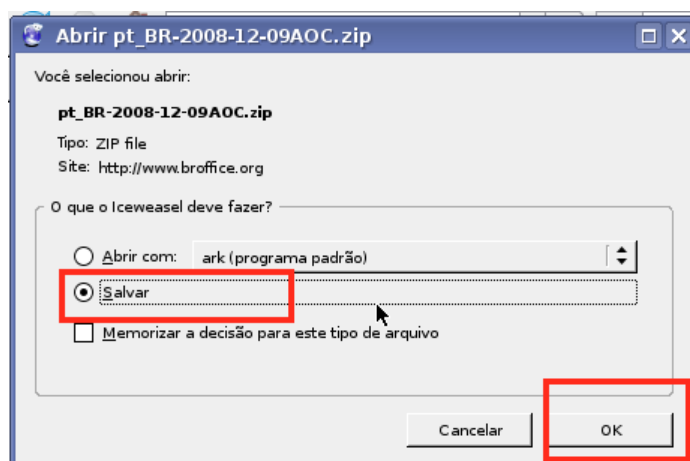 Abrir pt_BR-2008-12-09AOC.zip
Você selecionou abrir:
pt_BR-2008-12-09AOC.zip
Tipo: ZIP file
Site: http://www.broffice.org
O que o Iceweasel deve fazer?
Abrir com: ark (programa padrão)
Salvar
Memorizar a decisão para este tipo de arquivo
Cancelar OK